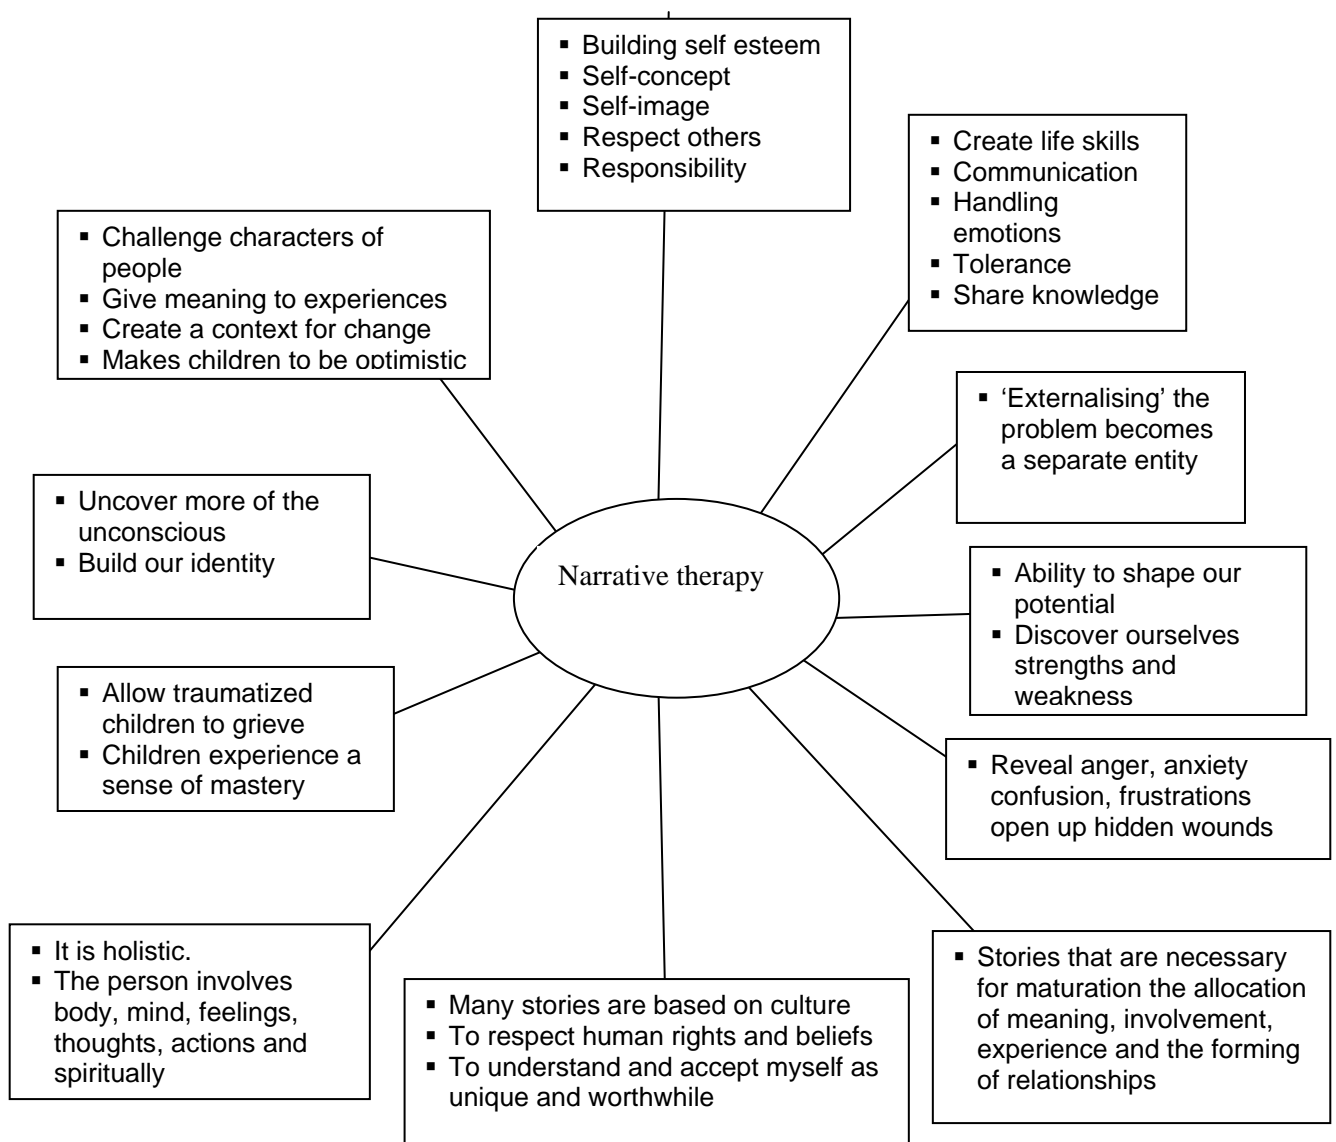 ▪ Building self esteem
▪ Self-concept
▪ Self-image
▪ Respect others
▪ Responsibility
▪ Create life skills
▪ Communication
▪ Handling
emotions
▪ Tolerance
▪ Share knowledge
▪ Challenge characters of
people
▪ Give meaning to experiences
▪ Create a context for change
▪ Makes children to be optimistic
▪ ‘Externalising’ the
problem becomes
a separate entity
▪ Uncover more of the
unconscious
▪ Build our identity
Narrative therapy
▪ Ability to shape our
potential
▪ Discover ourselves
strengths and
weakness
▪ Allow traumatized
children to grieve
▪ Children experience a
sense of mastery
▪ Reveal anger, anxiety
confusion, frustrations
open up hidden wounds
▪ It is holistic.
▪ The person involves
body, mind, feelings,
thoughts, actions and
spiritually
▪ Many stories are based on culture
▪ To respect human rights and beliefs
▪ To understand and accept myself as
unique and worthwhile
▪ Stories that are necessary
for maturation the allocation
of meaning, involvement,
experience and the forming
of relationships